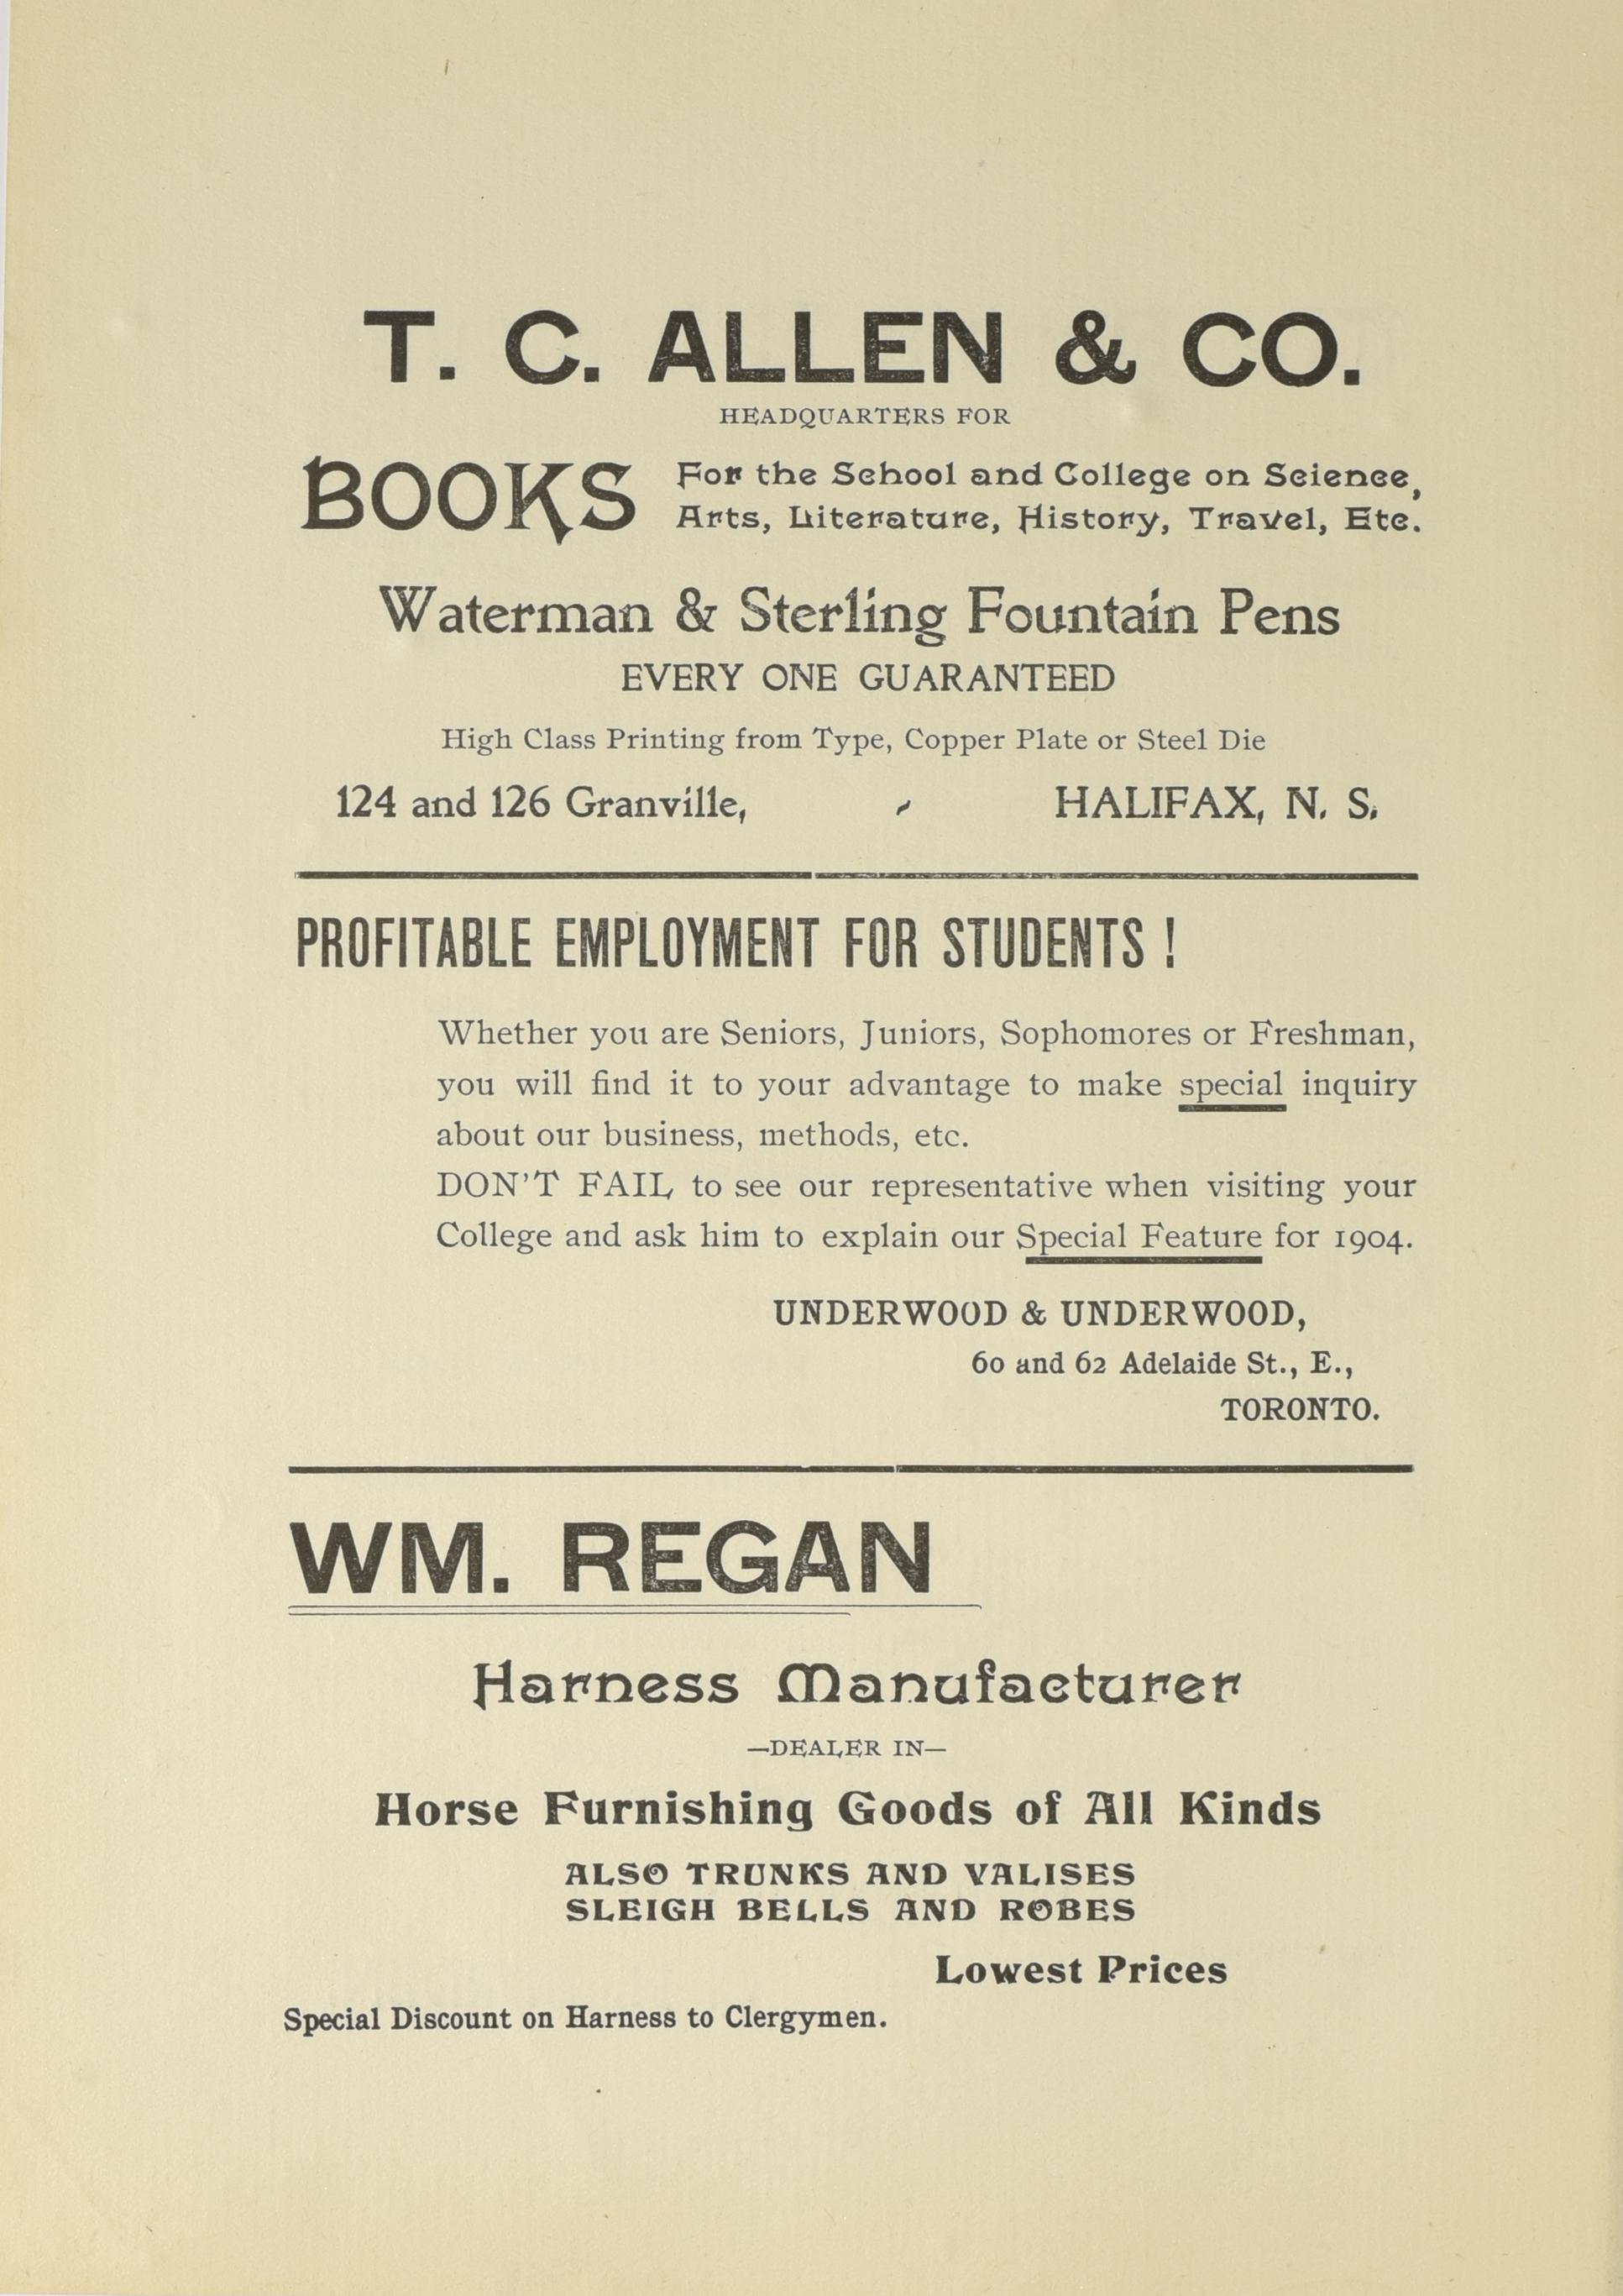 T. C. ALLEN & CO.
HEADQUARTERS FOR
BOOKS For the School and College on Science,
Arts, Literature, History, Travel, Etc.
Waterman & Sterling Fountain Pens
EVERY ONE GUARANTEED
High Class Printing from Type, Copper Plate or Steel Die
124 and 126 Granville, - HALIFAX, N. S.
PROFITABLE EMPLOYMENT FOR STUDENTS !
Whether you are Seniors, Juniors, Sophomores or Freshman,
you will find it to your advantage to make special inquiry
about our business, methods, etc.
DON'T FAIL to see our representative when visiting your
College and ask him to explain our Special Feature for 1904.
UNDERWOOD & UNDERWOOD,
60 and 62 Adelaide St., E.,
TORONTO.
WM. REGAN
Harness Manufacturer
—DEALER IN—
Horse Furnishing Goods of All Kinds
ALSO TRUNKS AND VALISES
SLEIGH BELLS AND ROBES
Lowest Prices
Special Discount on Harness to Clergymen.